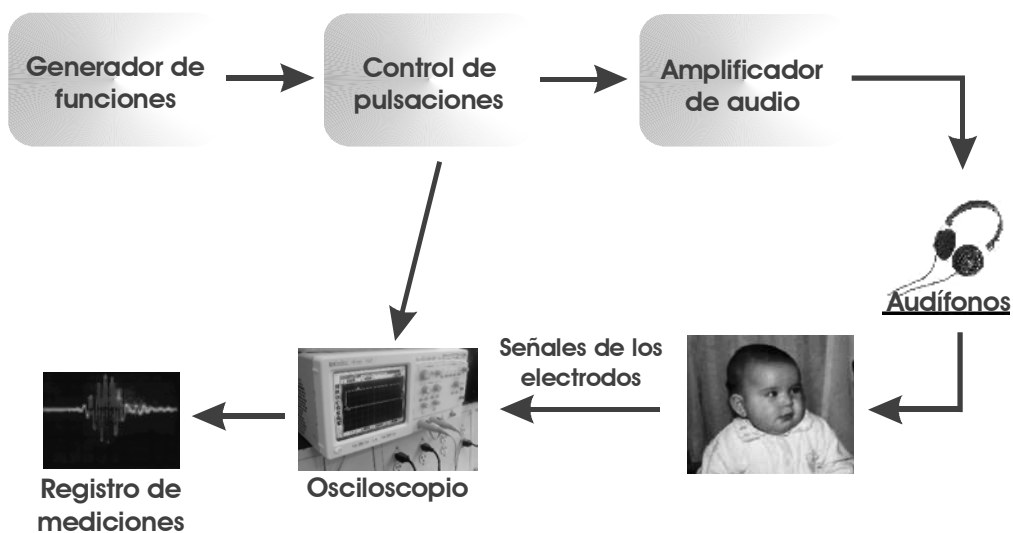 Generador de
funciones
Control de
pulsaciones
Amplificador
de audio
Audífonos
Señales de los
electrodos
Osciloscopio
Registro de
mediciones